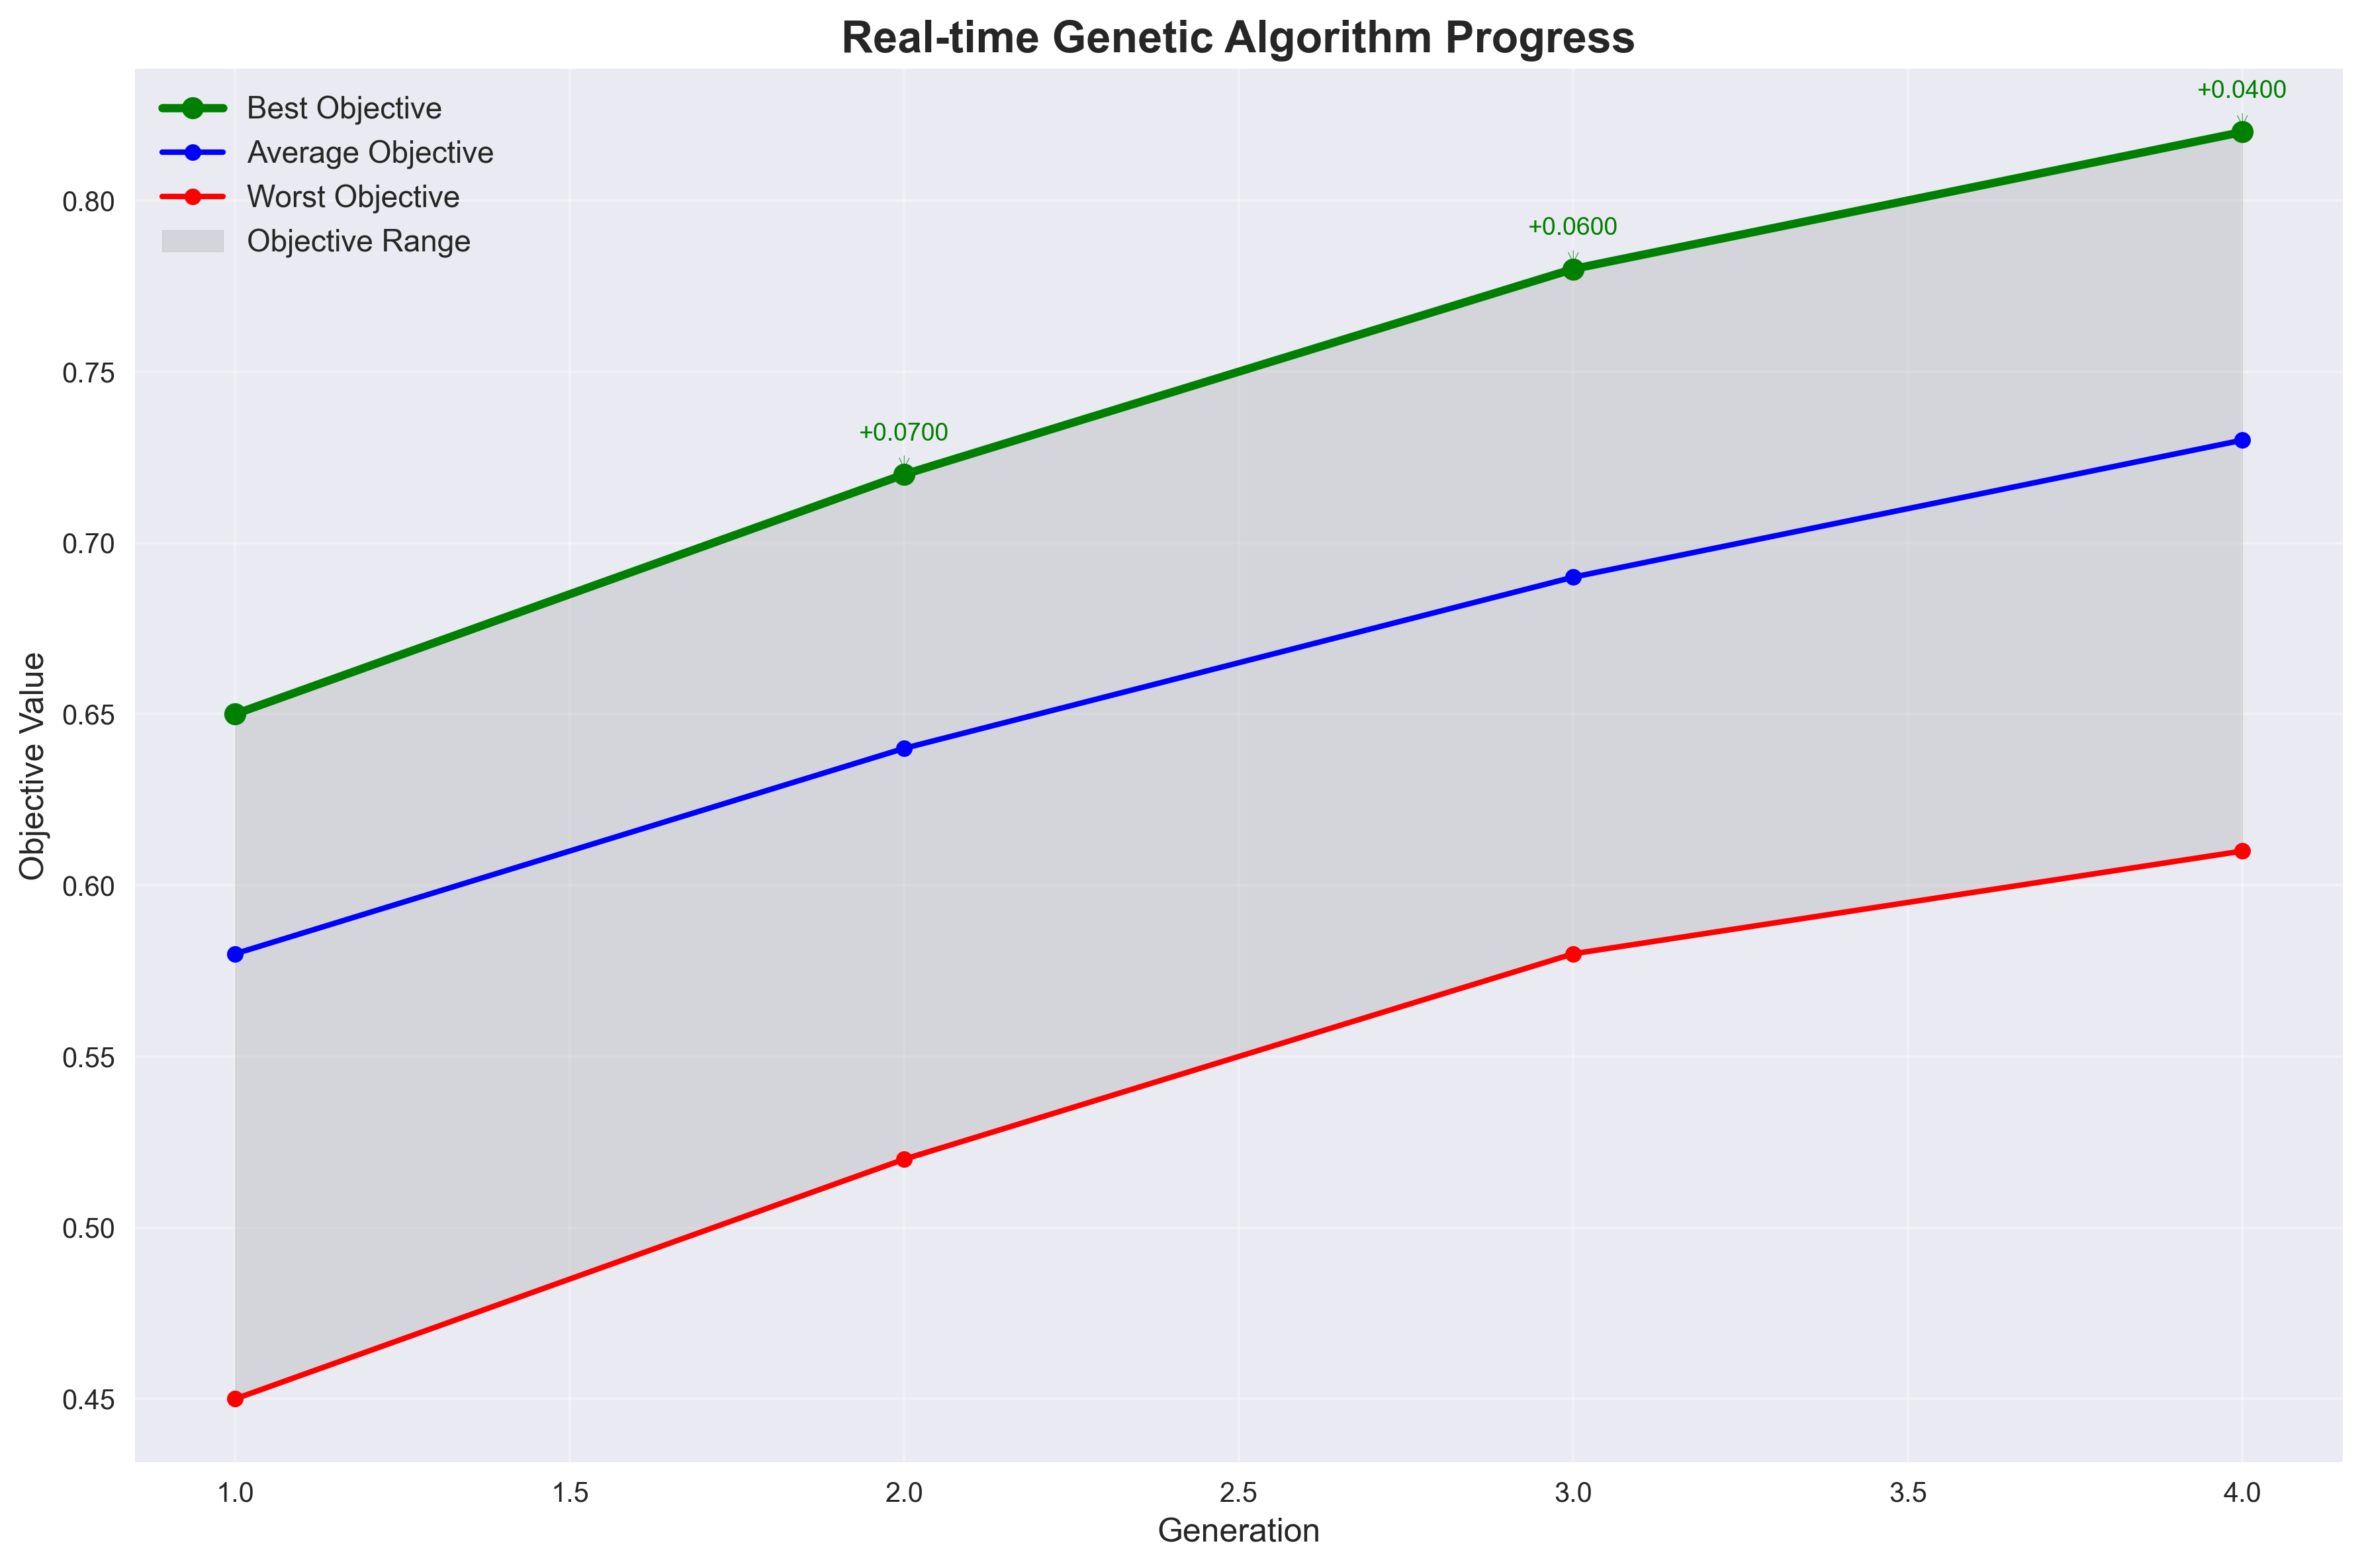 Real-time Genetic Algorithm Progress
Best Objective
Average Objective
Worst Objective
Objective Range
+0.0700
+0.0600
+0.0400
Objective Value
0.80
0.75
0.70
0.65
0.60
0.55
0.50
0.45
1.0 1.5 2.0 2.5 3.0 3.5 4.0
Generation